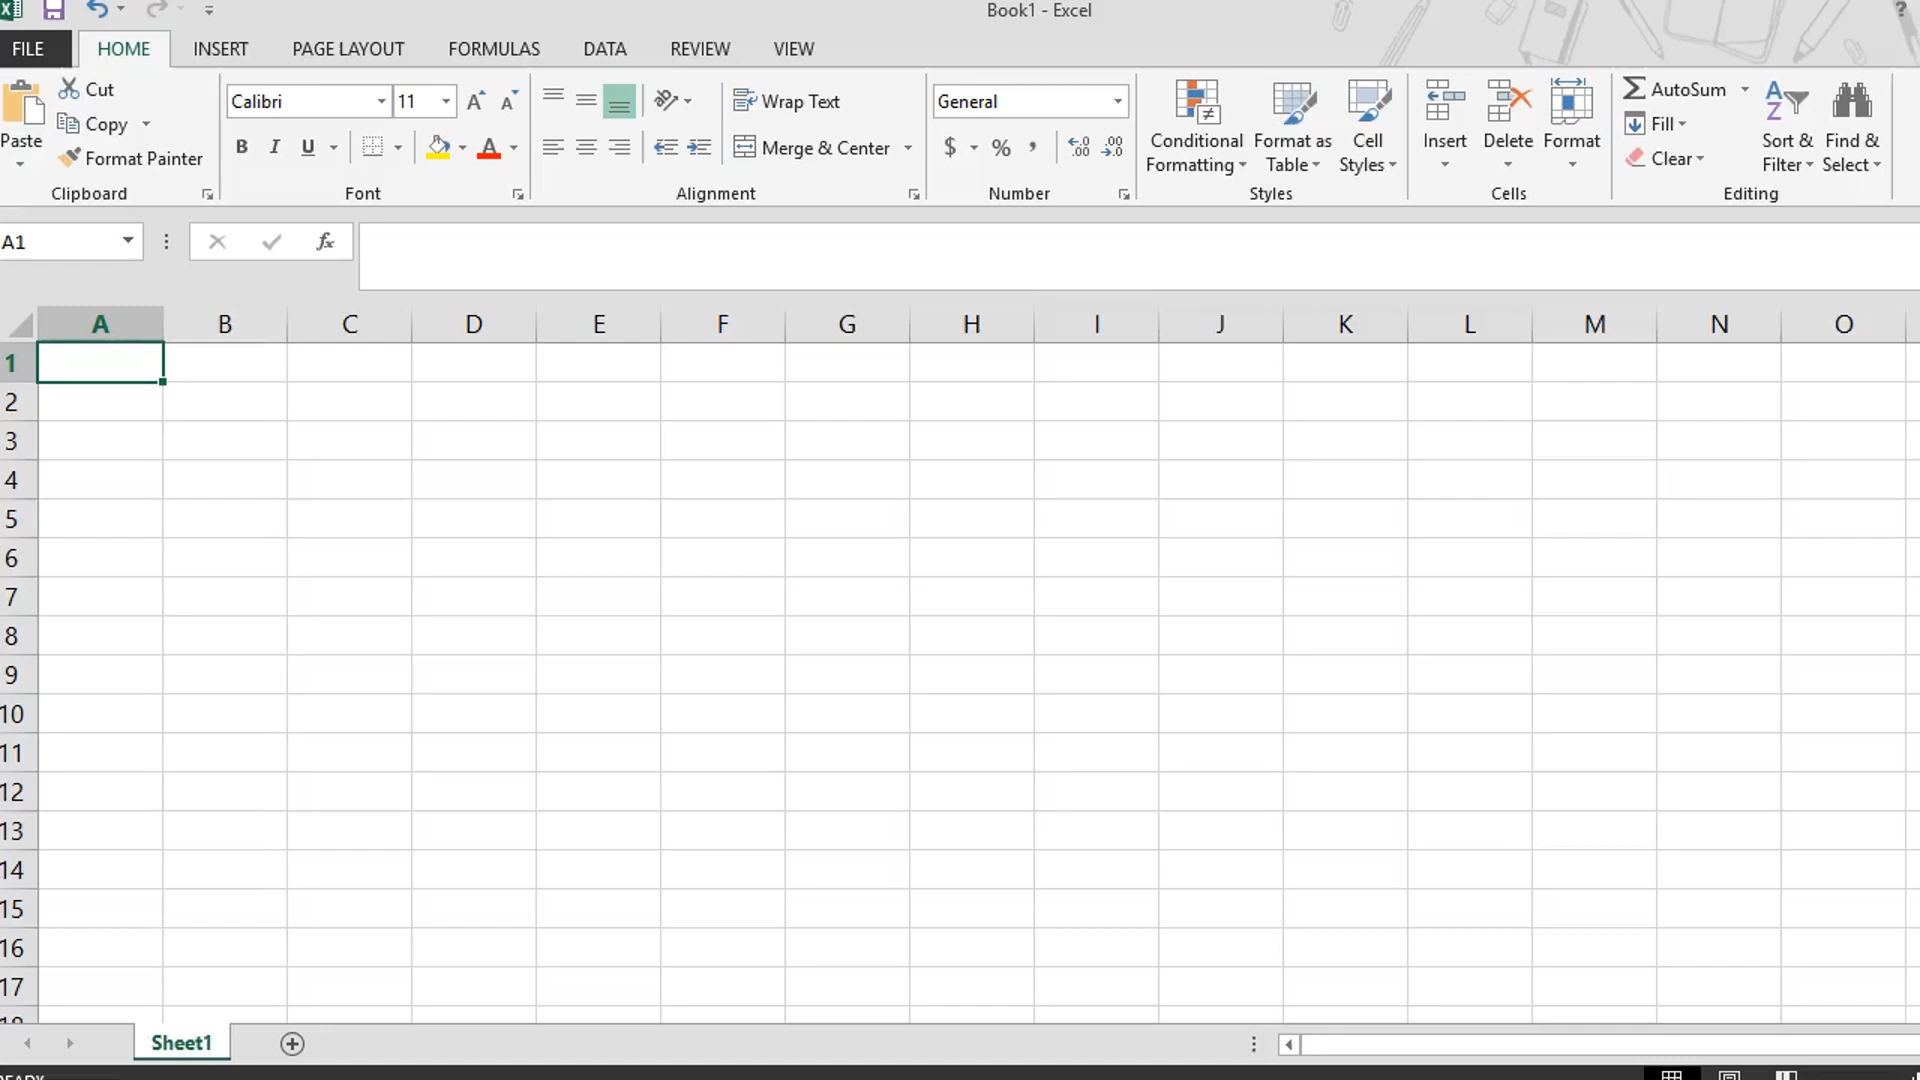 Book1 - Excel
FILE HOME INSERT PAGE LAYOUT FORMULAS DATA REVIEW VIEW
Cut
Copy
Format Painter
Paste
Clipboard
Calibri 11
B I U A
Font
Wrap Text
Merge & Center
Alignment
General
$ % ,
Number
Conditional Formatting
Format as Table
Cell Styles
Styles
Insert
Delete
Format
Cells
AutoSum
Fill
Clear
Sort & Filter
Find & Select
Editing
A1 fx
A B C D E F G H I J K L M N O
1
2
3
4
5
6
7
8
9
10
11
12
13
14
15
16
17
Sheet1